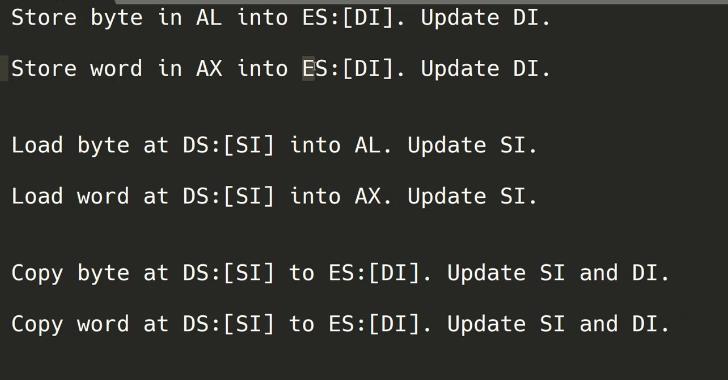 Store byte in AL into ES:[DI]. Update DI.
Store word in AX into ES:[DI]. Update DI.
Load byte at DS:[SI] into AL. Update SI.
Load word at DS:[SI] into AX. Update SI.
Copy byte at DS:[SI] to ES:[DI]. Update SI and DI.
Copy word at DS:[SI] to ES:[DI]. Update SI and DI.